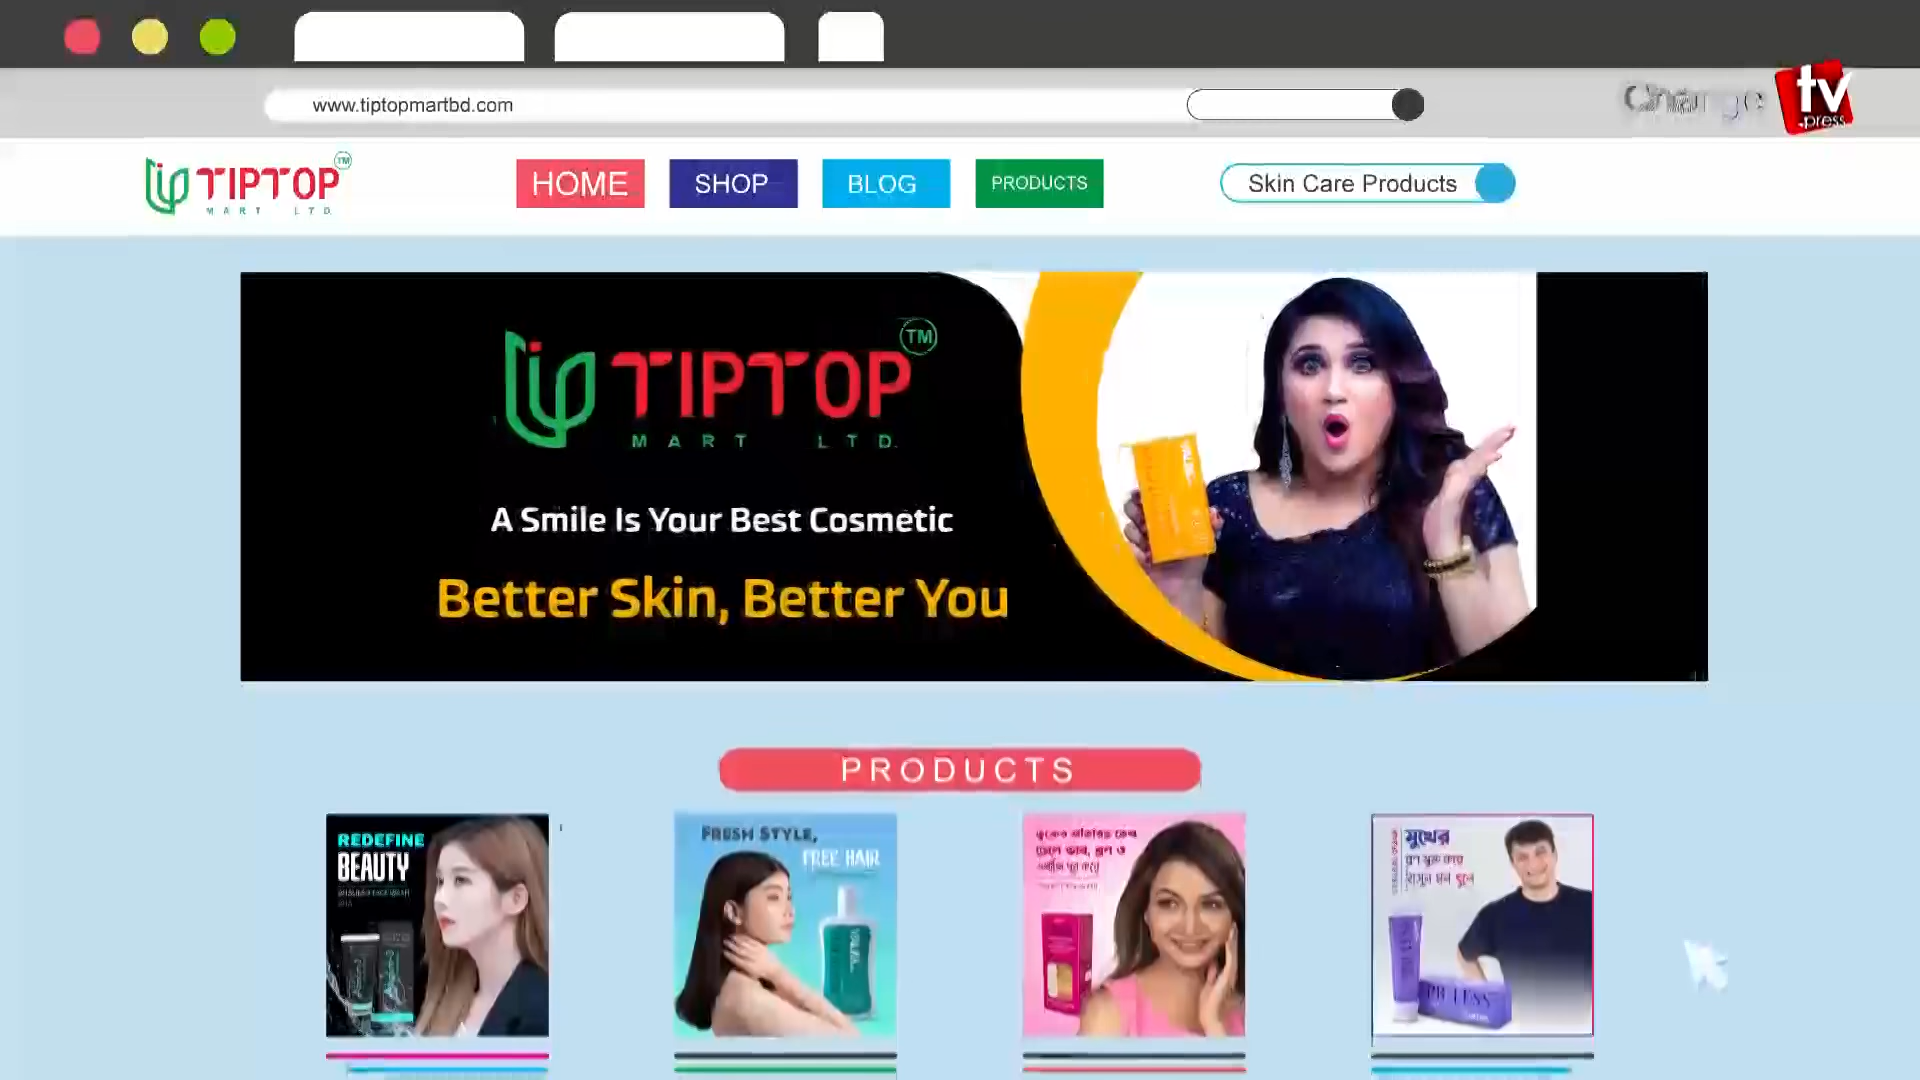 www.tiptopmartbd.com
Change
tv
press
TIPTOP
TM
MART LTD.
HOME
SHOP
BLOG
PRODUCTS
Skin Care Products
TIPTOP
TM
MART LTD.
A Smile Is Your Best Cosmetic
Better Skin, Better You
PRODUCTS
REDEFINE
BEAUTY
FRESH STYLE,
FREE HAIR
মুখের